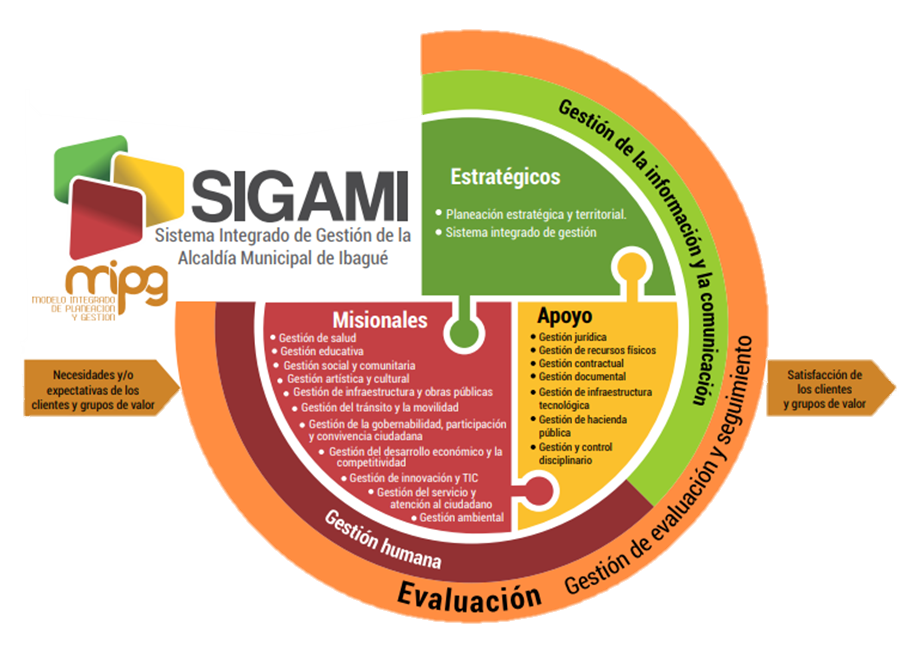 SIGAMI
Sistema Integrado de Gestión de la
Alcaldía Municipal de Ibagué
mipg
MODELO INTEGRADO
DE PLANEACIÓN
Y GESTIÓN
Necesidades y/o
expectativas de los
clientes y grupos de valor
Estratégicos
• Planeación estratégica y territorial.
• Sistema integrado de gestión
Misionales
• Gestión de salud
• Gestión educativa
• Gestión social y comunitaria
• Gestión artística y cultural
• Gestión de infraestructura y obras públicas
• Gestión del tránsito y la movilidad
• Gestión de la gobernabilidad, participación
y convivencia ciudadana
• Gestión del desarrollo económico y la
competitividad
• Gestión de innovación y TIC
• Gestión del servicio y
atención al ciudadano
• Gestión ambiental
Apoyo
• Gestión jurídica
• Gestión de recursos físicos
• Gestión contractual
• Gestión documental
• Gestión de infraestructura
tecnológica
• Gestión de hacienda
pública
• Gestión y control
disciplinario
Gestión de la información y la comunicación
Gestión humana
Evaluación
Gestión de evaluación y seguimiento
Satisfacción de
los clientes
y grupos de valor